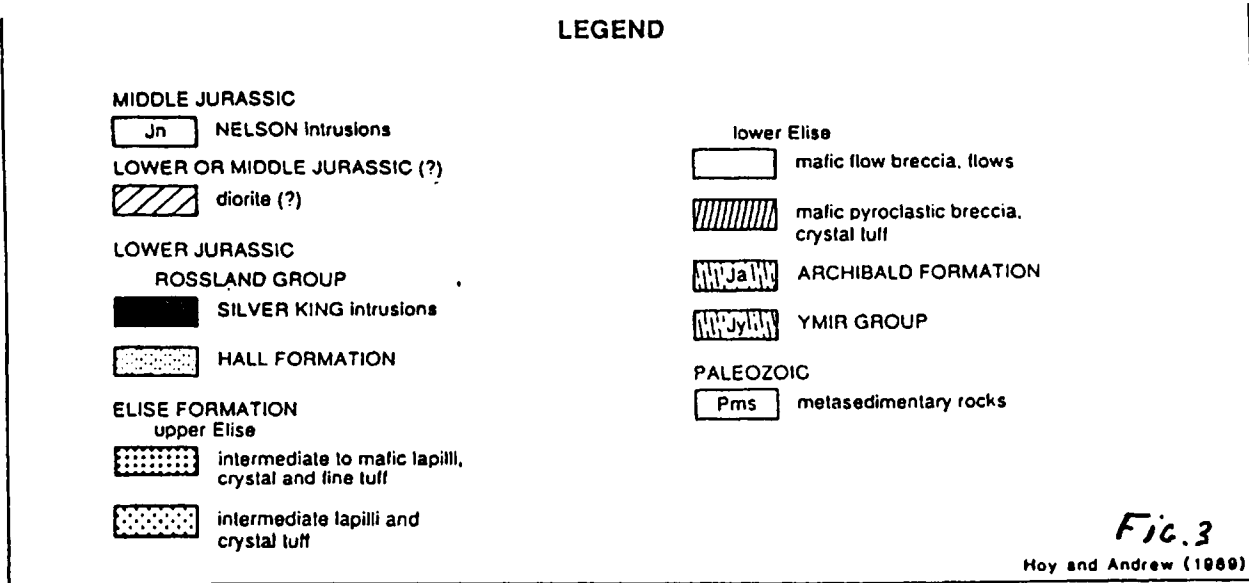 LEGEND
MIDDLE JURASSIC
Jn NELSON intrusions
LOWER OR MIDDLE JURASSIC (?)
diorite (?)
LOWER JURASSIC
ROSSLAND GROUP
SILVER KING intrusions
HALL FORMATION
ELISE FORMATION
upper Elise
intermediate to mafic lapilli,
crystal and fine tuff
intermediate lapilli and
crystal tuff
lower Elise
mafic flow breccia, flows
mafic pyroclastic breccia,
crystal tuff
Ja ARCHIBALD FORMATION
Jy YMIR GROUP
PALEOZOIC
Pms metasedimentary rocks
Fig. 3
Hoy and Andrew (1989)